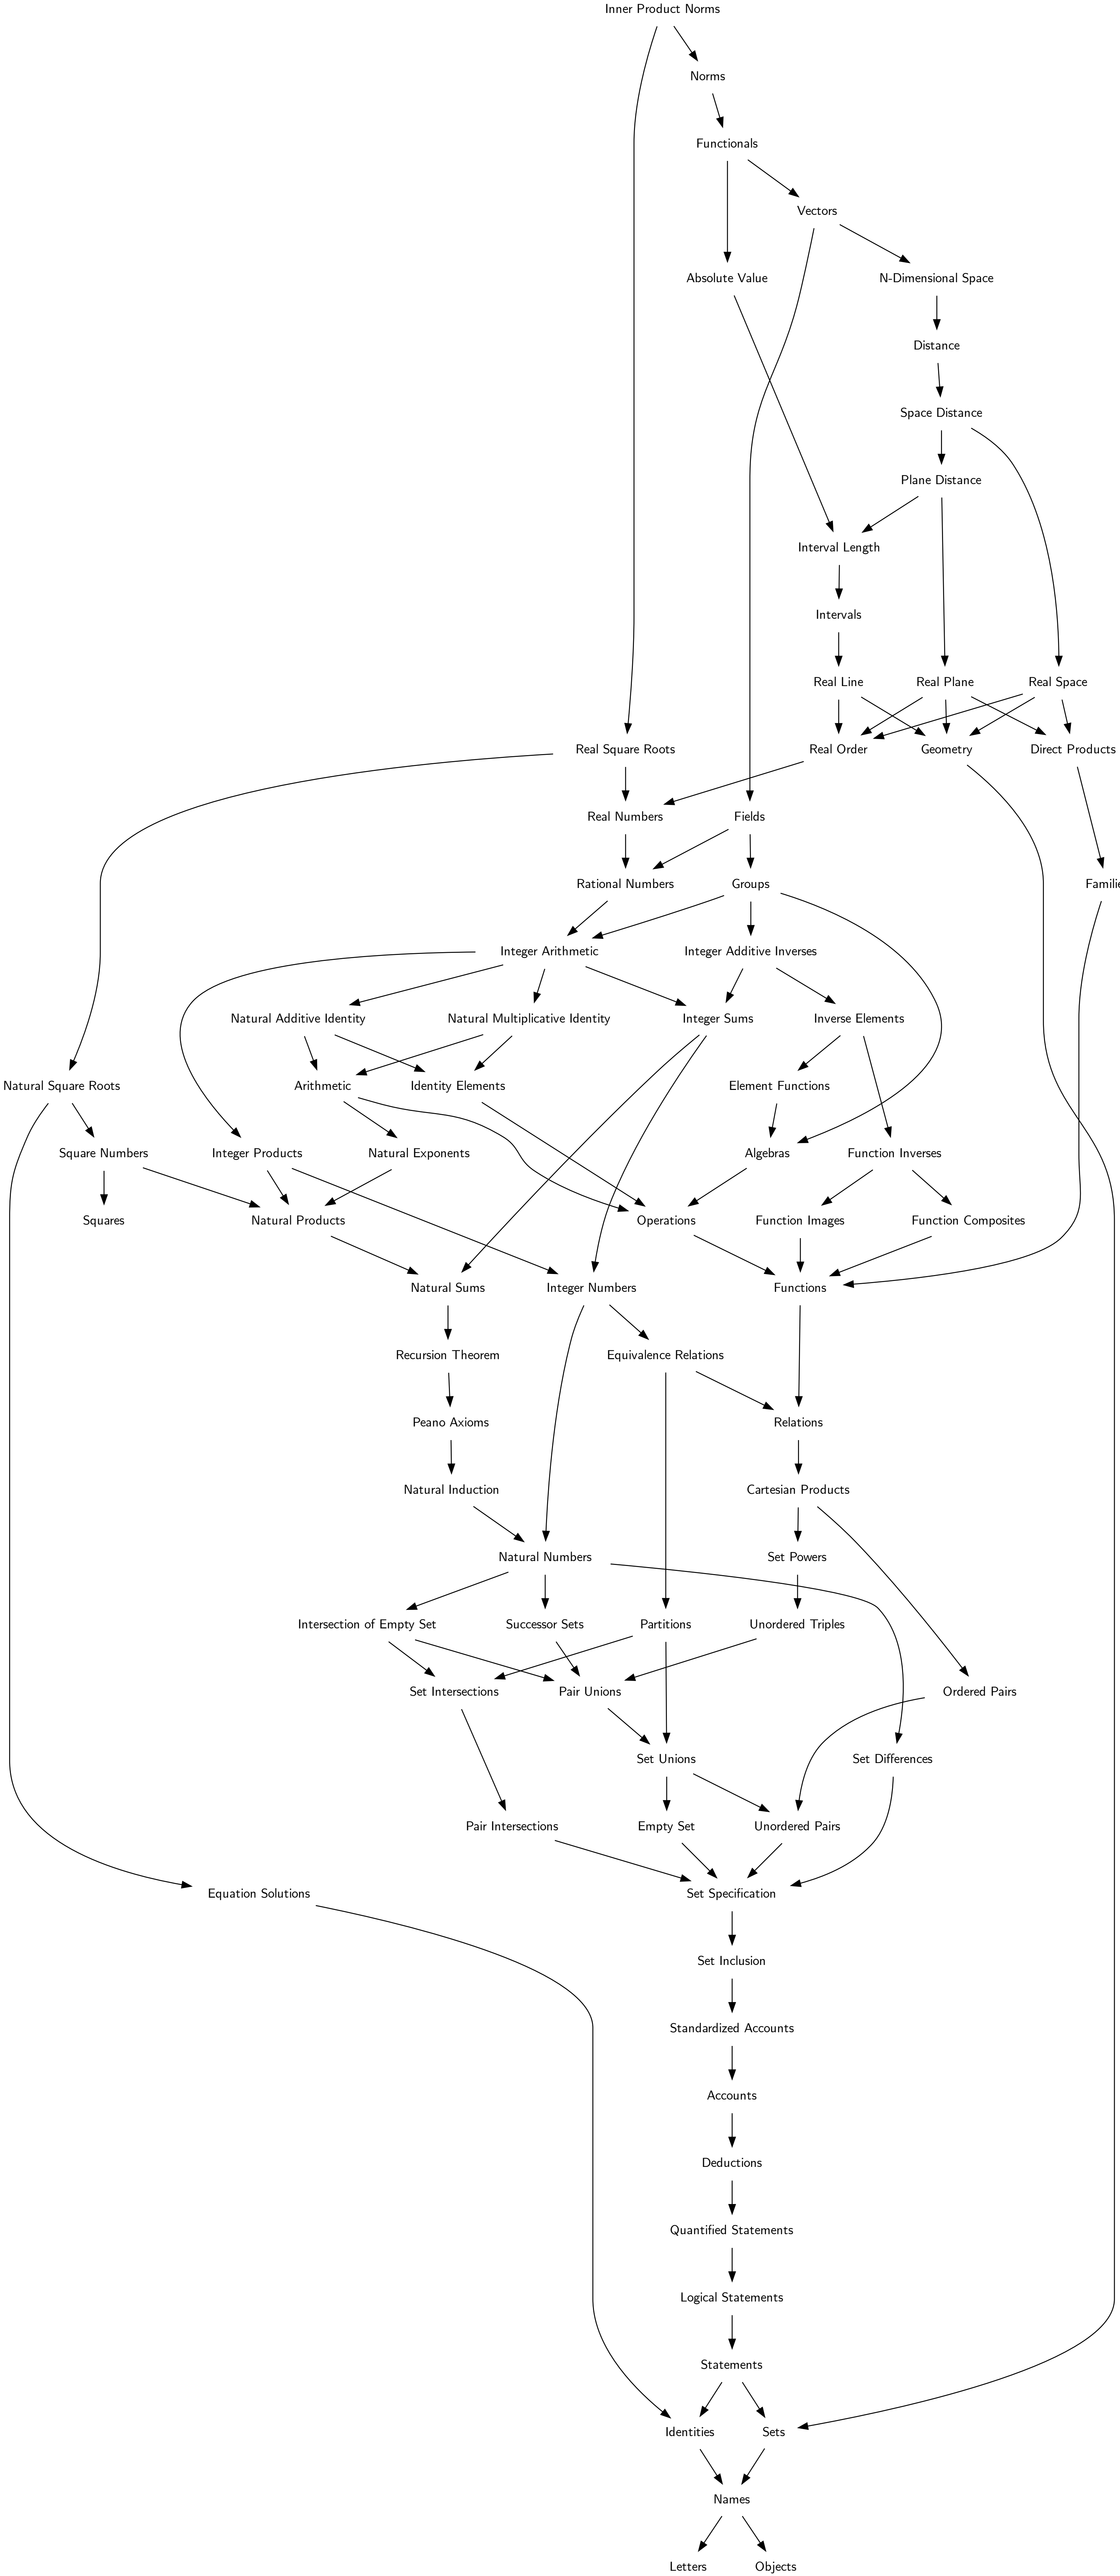 Inner Product Norms
Norms
Functionals
Vectors
Absolute Value
N-Dimensional Space
Distance
Space Distance
Plane Distance
Interval Length
Intervals
Real Line
Real Plane
Real Space
Real Square Roots
Real Order
Geometry
Direct Products
Real Numbers
Fields
Rational Numbers
Groups
Familie
Integer Arithmetic
Integer Additive Inverses
Natural Additive Identity
Natural Multiplicative Identity
Integer Sums
Inverse Elements
Natural Square Roots
Arithmetic
Identity Elements
Element Functions
Square Numbers
Integer Products
Natural Exponents
Algebras
Function Inverses
Squares
Natural Products
Operations
Function Images
Function Composites
Natural Sums
Integer Numbers
Functions
Recursion Theorem
Equivalence Relations
Peano Axioms
Relations
Natural Induction
Cartesian Products
Natural Numbers
Set Powers
Intersection of Empty Set
Successor Sets
Partitions
Unordered Triples
Set Intersections
Pair Unions
Ordered Pairs
Set Unions
Set Differences
Pair Intersections
Empty Set
Unordered Pairs
Equation Solutions
Set Specification
Set Inclusion
Standardized Accounts
Accounts
Deductions
Quantified Statements
Logical Statements
Statements
Identities
Sets
Names
Letters
Objects